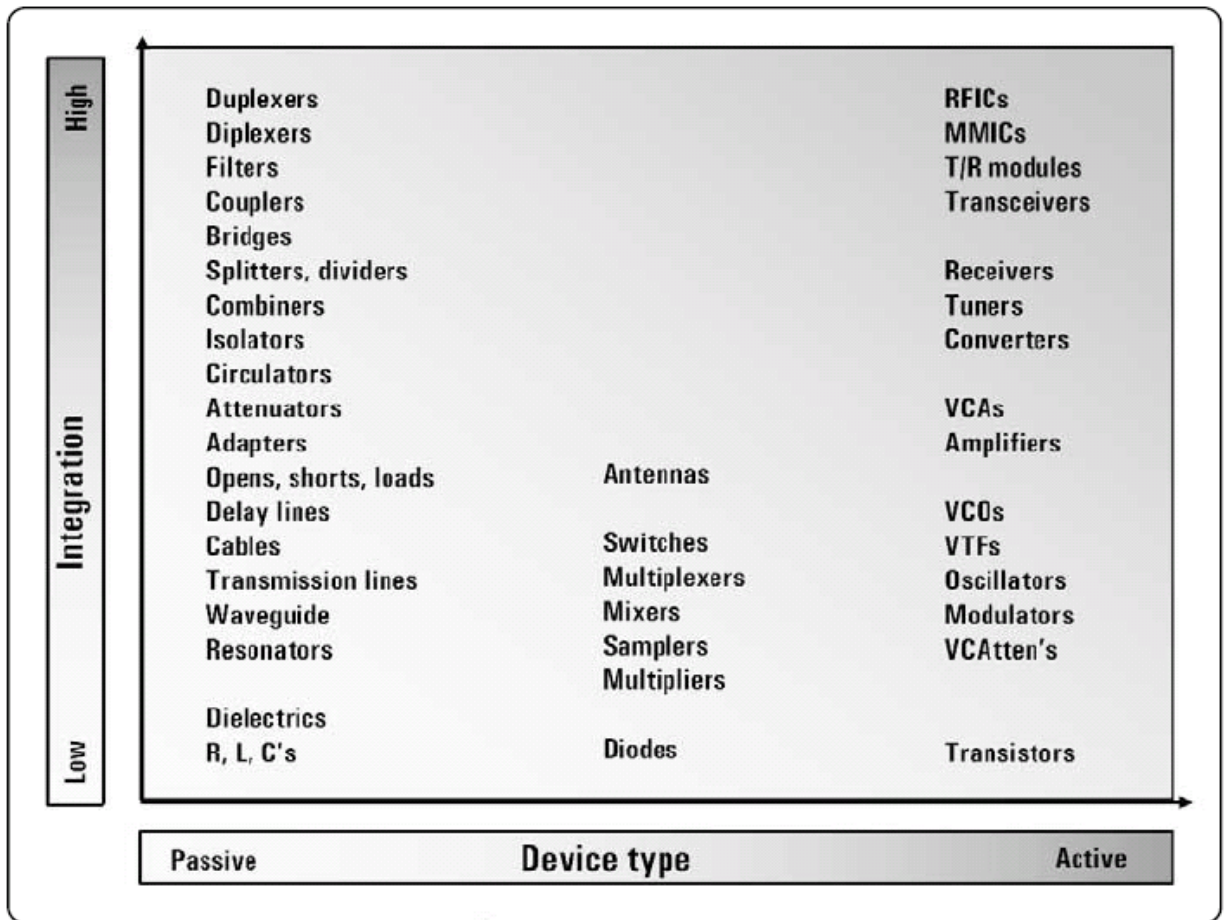 High
Integration
Low
Duplexers
Diplexers
Filters
Couplers
Bridges
Splitters, dividers
Combiners
Isolators
Circulators
Attenuators
Adapters
Opens, shorts, loads
Delay lines
Cables
Transmission lines
Waveguide
Resonators
Dielectrics
R, L, C's
Antennas
Switches
Multiplexers
Mixers
Samplers
Multipliers
Diodes
RFICs
MMICs
T/R modules
Transceivers
Receivers
Tuners
Converters
VCAs
Amplifiers
VCOs
VTFs
Oscillators
Modulators
VCAtten's
Transistors
Passive
Device type
Active